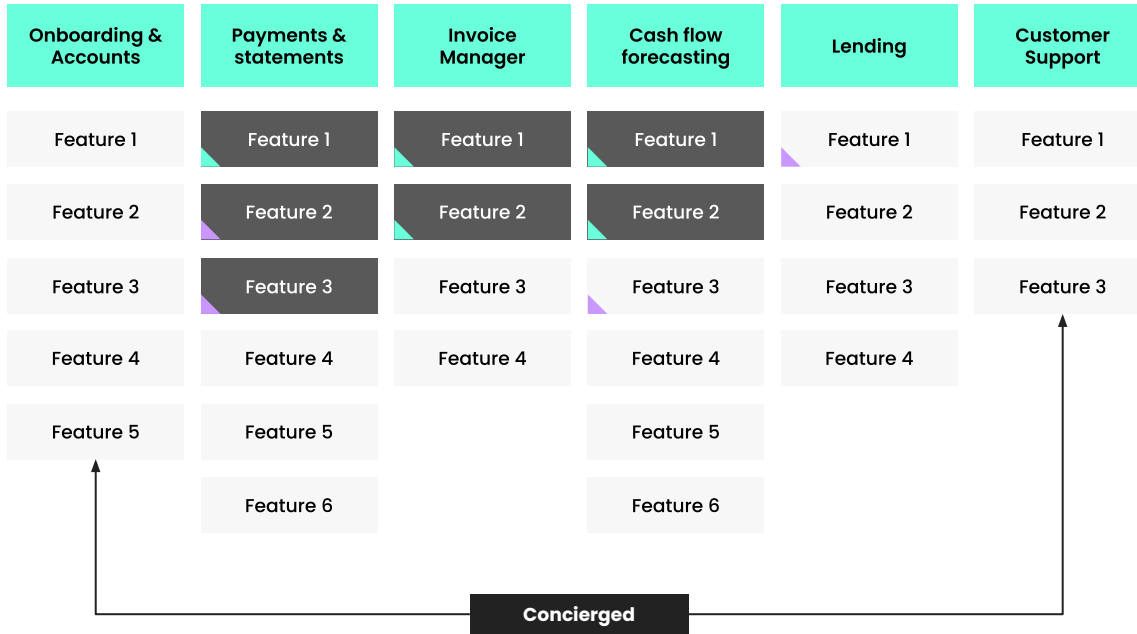 Onboarding &
Accounts
Payments &
statements
Invoice
Manager
Cash flow
forecasting
Lending
Customer
Support
Feature 1
Feature 1
Feature 1
Feature 1
Feature 1
Feature 1
Feature 2
Feature 2
Feature 2
Feature 2
Feature 2
Feature 2
Feature 3
Feature 3
Feature 3
Feature 3
Feature 3
Feature 3
Feature 4
Feature 4
Feature 4
Feature 4
Feature 4
Feature 5
Feature 5
Feature 5
Feature 6
Feature 6
Concierged